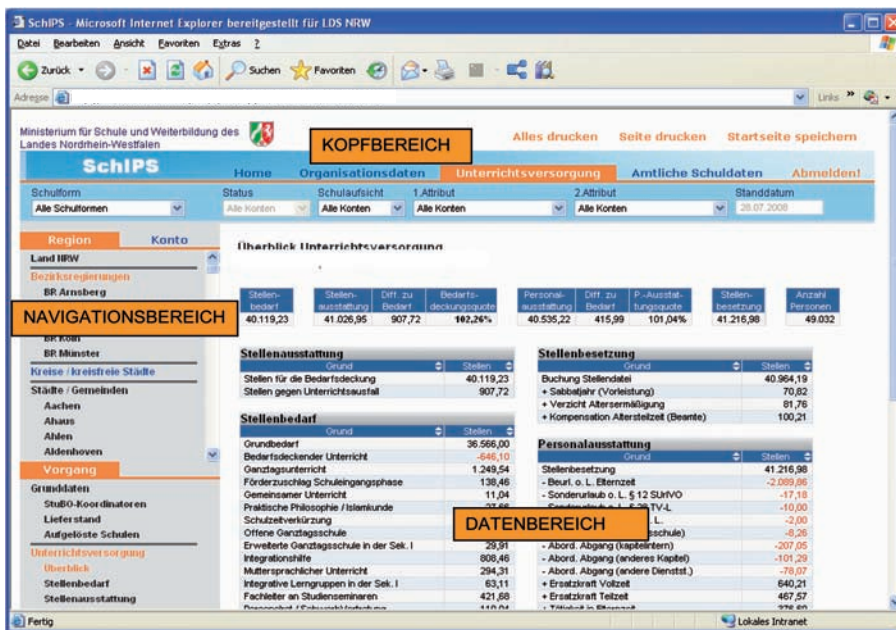 SchIPS - Microsoft Internet Explorer bereitgestellt für LDS NRW
Datei Bearbeiten Ansicht Favoriten Extras ?
Zurück Suchen Favoriten
Adresse Links »
Ministerium für Schule und Weiterbildung des
Landes Nordrhein-Westfalen
KOPFBEREICH
Alles drucken Seite drucken Startseite speichern
SchIPS
Home Organisationsdaten Unterrichtsversorgung Amtliche Schuldaten Abmelden!
Schulform Status Schulaufsicht 1.Attribut 2.Attribut Standdatum
Alle Schulformen Alle Konten Alle Konten Alle Konten Alle Konten 28.07.2008
Region Konto
Land NRW
Bezirksregierungen
BR Arnsberg
NAVIGATIONSBEREICH
BR Köln
BR Münster
Kreise / kreisfreie Städte
Städte / Gemeinden
Aachen
Ahaus
Ahlen
Aldenhoven
Vorgang
Grunddaten
StuBO-Koordinatoren
Lieferstand
Aufgelöste Schulen
Unterrichtsversorgung
Überblick
Stellenbedarf
Stellenausstattung
Überblick Unterrichtsversorgung
Stellen-bedarf Stellen-ausstattung Diff. zu Bedarf Bedarfs-deckungsquote Personal-ausstattung Diff. zu Bedarf P.-Ausstat-tungsquote Stellen-besetzung Anzahl Personen
40.119,23 41.026,95 907,72 102,26% 40.535,22 415,99 101,04% 41.216,98 49.032
Stellenausstattung
Grund Stellen
Stellen für die Bedarfsdeckung 40.119,23
Stellen gegen Unterrichtsausfall 907,72
Stellenbedarf
Grund Stellen
Grundbedarf 36.566,00
Bedarfsdeckender Unterricht -646,10
Ganztagsunterricht 1.249,54
Förderzuschlag Schuleingangsphase 138,46
Gemeinsamer Unterricht 11,04
Praktische Philosophie / Islamkunde
Schulzeitverkürzung
Offene Ganztagsschule
Erweiterte Ganztagsschule in der Sek. I 29,91
Integrationshilfe 808,46
Muttersprachlicher Unterricht 294,31
Integrative Lerngruppen in der Sek. I 63,11
Fachleiter an Studienseminaren 421,68
Stellenbesetzung
Grund Stellen
Buchung Stellendatei 40.964,19
+ Sabbatjahr (Vorleistung) 70,82
+ Verzicht Altersermäßigung 81,76
+ Kompensation Altersteilzeit (Beamte) 100,21
Personalausstattung
Grund Stellen
Stellenbesetzung 41.216,98
- Beurl. o. L. Elternzeit -2.089,86
- Sonderurlaub o. L. § 12 SUrlVO -17,18
TV-L -10,00
L. -2,00
-8,26
DATENBEREICH
- Abord. Abgang (kapitelintern) -207,05
- Abord. Abgang (anderes Kapitel) -101,29
- Abord. Abgang (andere Dienstst.) -78,07
+ Ersatzkraft Vollzeit 640,21
+ Ersatzkraft Teilzeit 467,57
+ Tätigkeit in Elternzeit
Fertig Lokales Intranet